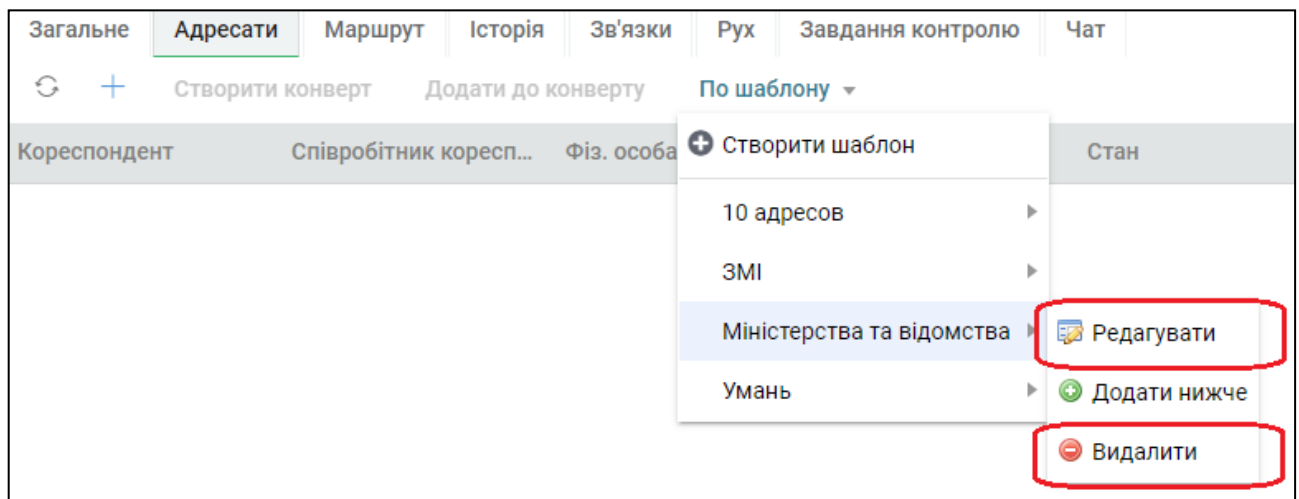 Загальне Адресати Маршрут Історія Зв'язки Рух Завдання контролю Чат
Створити конверт Додати до конверту По шаблону
Кореспондент Співробітник коресп... Фіз. особа Стан
Створити шаблон
10 адресов
ЗМІ
Міністерства та відомства Редагувати
Умань Додати нижче
Видалити